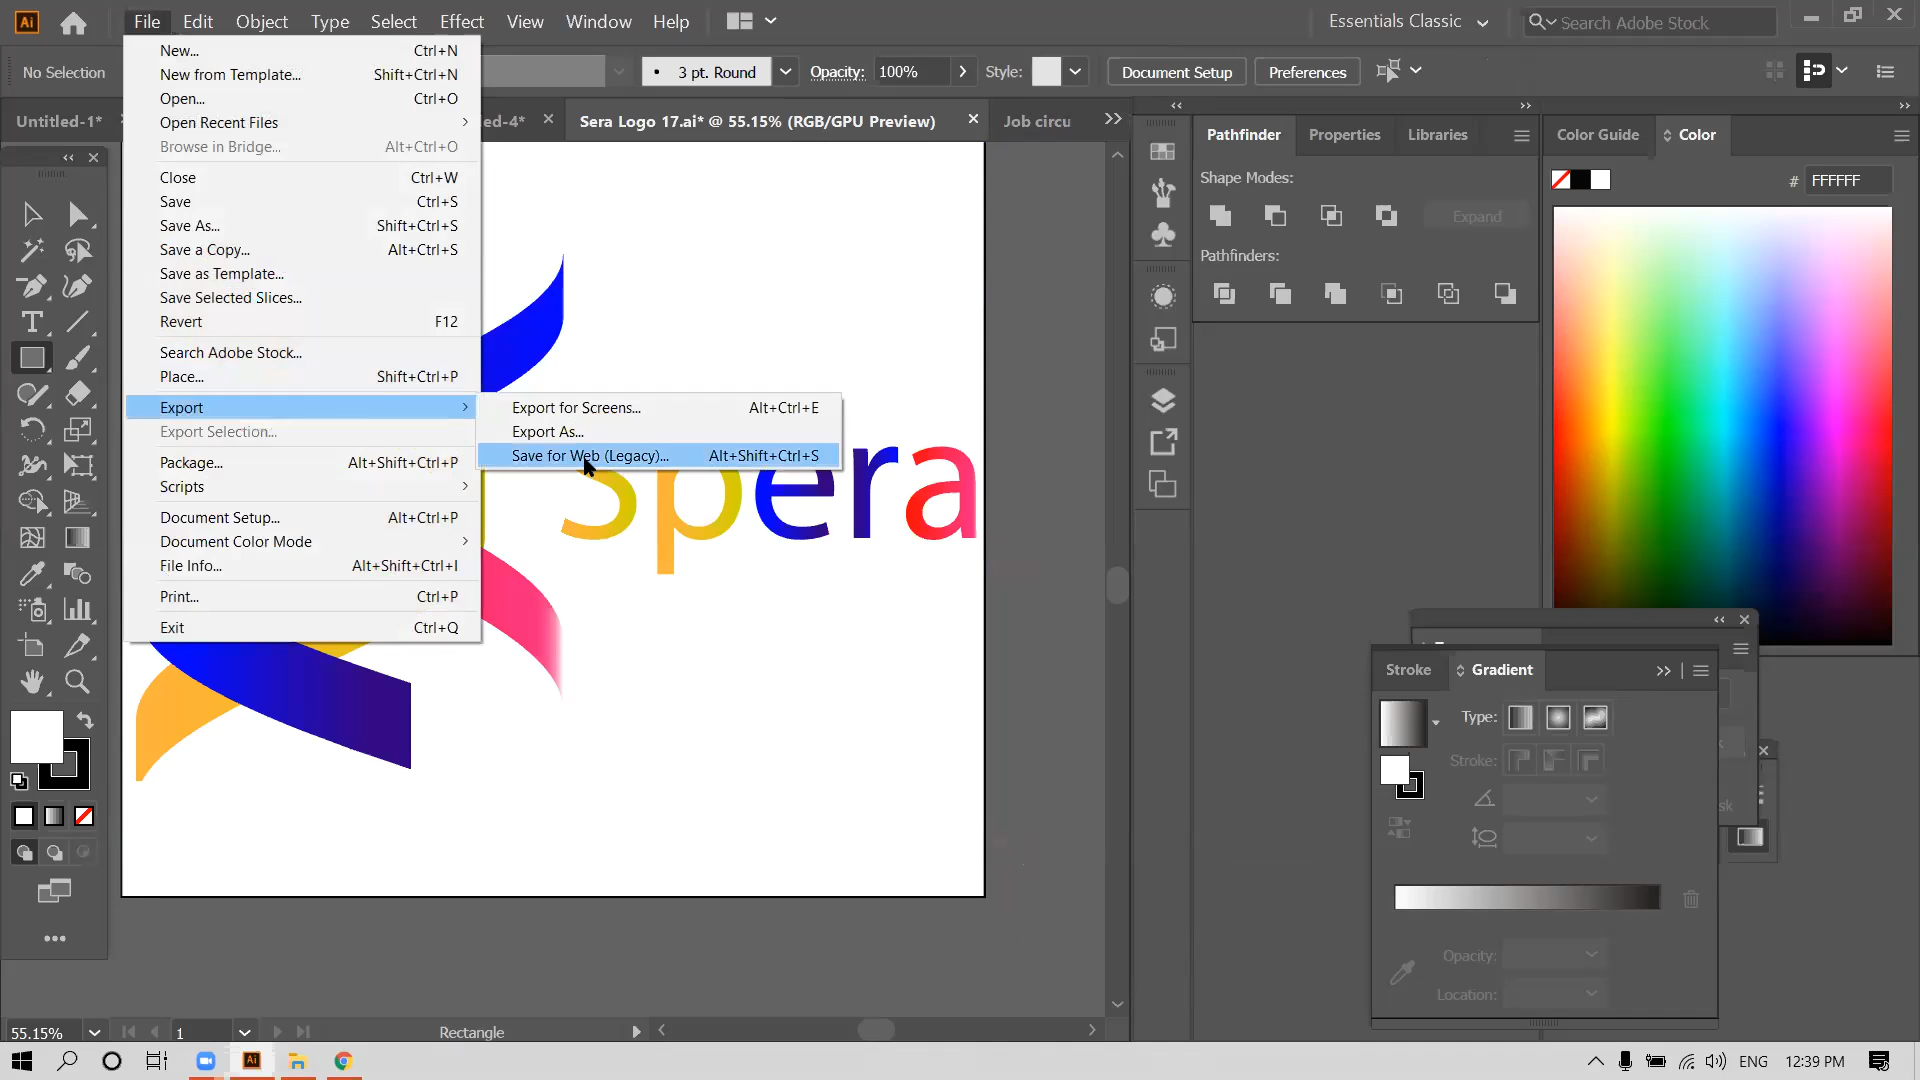 Ai File Edit Object Type Select Effect View Window Help Essentials Classic Search Adobe Stock
No Selection 3 pt. Round Opacity: 100% Style: Document Setup Preferences
Untitled-1* ed-4* Sera Logo 17.ai* @ 55.15% (RGB/GPU Preview) Job circu
New... Ctrl+N
New from Template... Shift+Ctrl+N
Open... Ctrl+O
Open Recent Files
Browse in Bridge... Alt+Ctrl+O
Close Ctrl+W
Save Ctrl+S
Save As... Shift+Ctrl+S
Save a Copy... Alt+Ctrl+S
Save as Template...
Save Selected Slices...
Revert F12
Search Adobe Stock...
Place... Shift+Ctrl+P
Export
Export Selection...
Package... Alt+Shift+Ctrl+P
Scripts
Document Setup... Alt+Ctrl+P
Document Color Mode
File Info... Alt+Shift+Ctrl+I
Print... Ctrl+P
Exit Ctrl+Q
Export for Screens... Alt+Ctrl+E
Export As...
Save for Web (Legacy)... Alt+Shift+Ctrl+S
Spera
Pathfinder Properties Libraries
Shape Modes:
Expand
Pathfinders:
Color Guide Color
# FFFFFF
Stroke Gradient
Type:
Stroke:
Opacity:
Location:
sk
55.15% 1 Rectangle
Ai ENG 12:39 PM